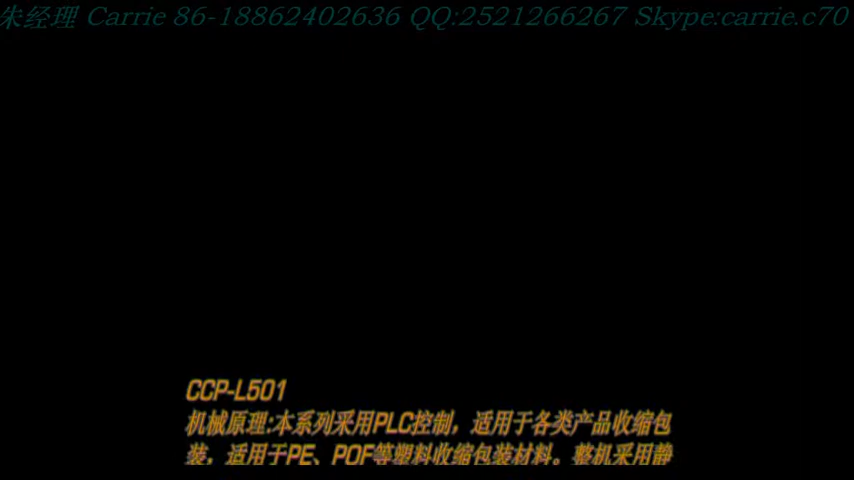 朱经理 Carrie 86-18862402636 QQ:2521266267 Skype:carrie.c70
CCP-L501
机械原理:本系列采用PLC控制，适用于各类产品收缩包
装，适用于PE、POF等塑料收缩包装材料。整机采用静